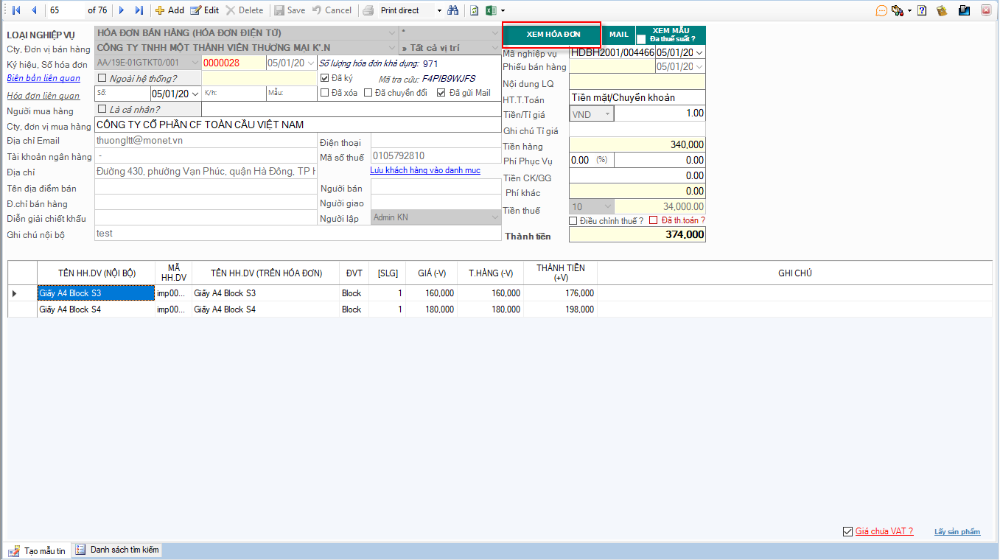 65 of 76 Add Edit Delete Save Cancel Print direct
LOẠI NGHIỆP VỤ HÓA ĐƠN BÁN HÀNG (HÓA ĐƠN ĐIỆN TỬ) *
Cty, Đơn vị bán hàng CÔNG TY TNHH MỘT THÀNH VIÊN THƯƠNG MẠI K'.N » Tất cả vị trí
Ký hiệu, Số hóa đơn AA/19E-01GTKT0/001 0000028 05/01/20 Số lượng hóa đơn khả dụng: 971
Biên bản liên quan Ngoài hệ thống? Đã ký Mã tra cứu: F4PIB9WJFS
Hóa đơn liên quan Số: 05/01/20 K/h: Mẫu: Đã xóa Đã chuyển đổi Đã gửi Mail
Người mua hàng Là cá nhân?
Cty, đơn vị mua hàng CÔNG TY CỔ PHẦN CF TOÀN CẦU VIỆT NAM
Địa chỉ Email thuongltt@monet.vn Điện thoại
Tài khoản ngân hàng - Mã số thuế 0105792810
Địa chỉ Đường 430, phường Vạn Phúc, quận Hà Đông, TP H Lưu khách hàng vào danh mục
Tên địa điểm bán Người bán
Đ.chỉ bán hàng Người giao
Diễn giải chiết khấu Người lập Admin KN
Ghi chú nội bộ test
XEM HÓA ĐƠN MAIL XEM MẪU
Đa thuế suất ?
Mã nghiệp vụ HDBH2001/004466 05/01/20
Phiếu bán hàng 05/01/20
Nội dung LQ
HT.T.Toán Tiền mặt/Chuyển khoản
Tiền/Tỉ giá VND 1.00
Ghi chú Tỉ giá
Tiền hàng 340,000
Phí Phục Vụ 0.00 (%) 0.00
Tiền CK/GG 0.00
Phí khác 0.00
Tiền thuế 10 34,000.00
Điều chỉnh thuế ? Đã th.toán ?
Thành tiền 374,000
TÊN HH.DV (NỘI BỘ) MÃ HH.DV TÊN HH.DV (TRÊN HÓA ĐƠN) ĐVT [SLG] GIÁ (-V) T.HÀNG (-V) THÀNH TIỀN (+V) GHI CHÚ
Giấy A4 Block S3 imp00... Giấy A4 Block S3 Block 1 160,000 160,000 176,000
Giấy A4 Block S4 imp00... Giấy A4 Block S4 Block 1 180,000 180,000 198,000
Giá chưa VAT ? Lấy sản phẩm
Tạo mẫu tin Danh sách tìm kiếm